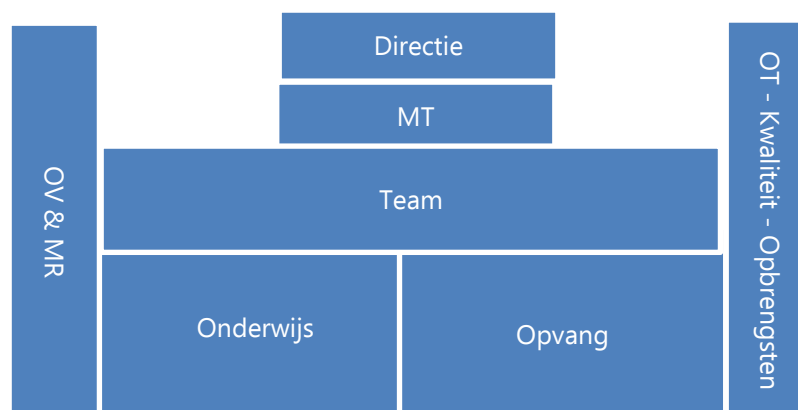 Directie
MT
Team
Onderwijs
Opvang
OV & MR
OT - Kwaliteit - Opbrengsten